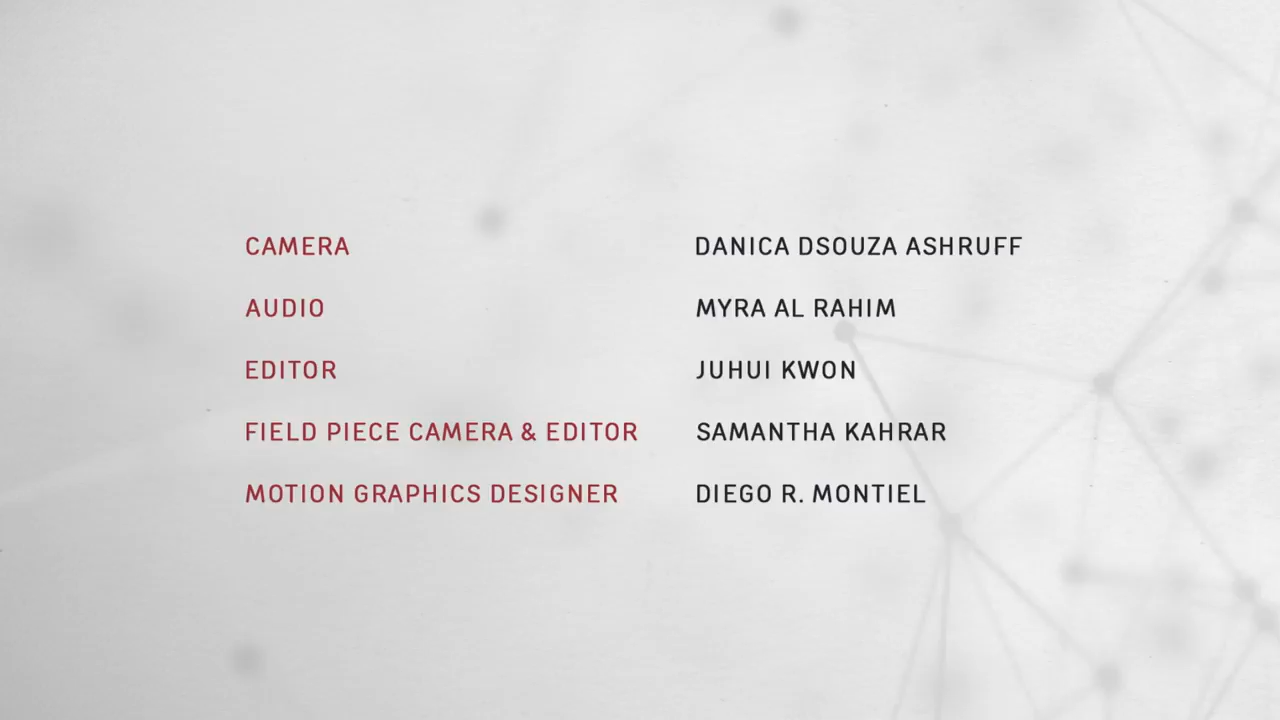 CAMERA DANICA DSOUZA ASHRUFF
AUDIO MYRA AL RAHIM
EDITOR JUHUI KWON
FIELD PIECE CAMERA & EDITOR SAMANTHA KAHRAR
MOTION GRAPHICS DESIGNER DIEGO R. MONTIEL